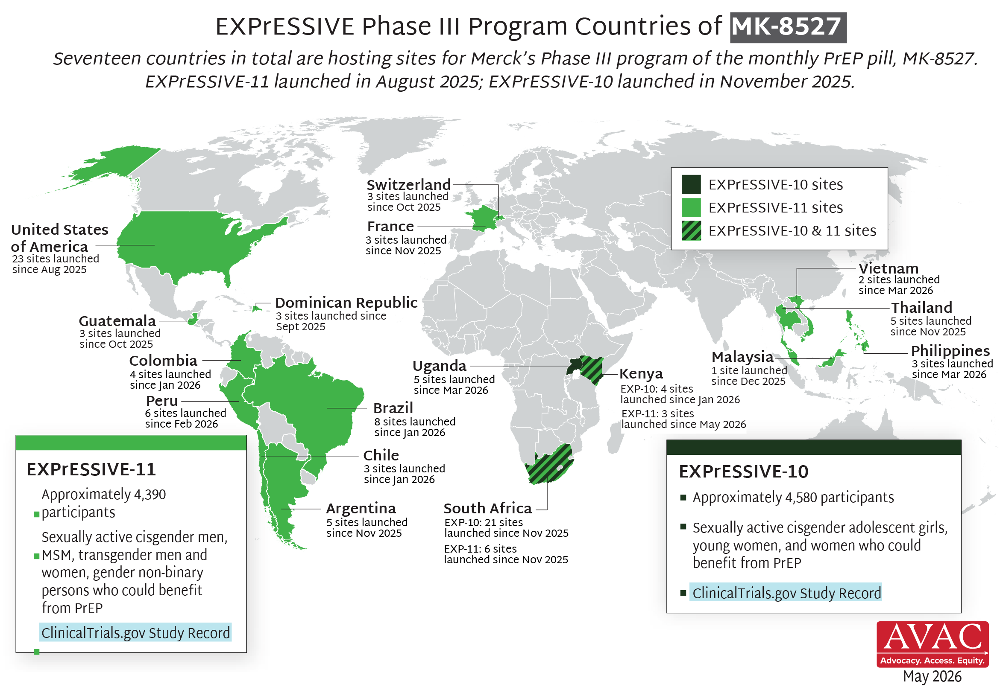 EXPrESSIVE Phase III Program Countries of MK-8527
Seventeen countries in total are hosting sites for Merck's Phase III program of the monthly PrEP pill, MK-8527.
EXPrESSIVE-11 launched in August 2025; EXPrESSIVE-10 launched in November 2025.
EXPrESSIVE-10 sites
EXPrESSIVE-11 sites
EXPrESSIVE-10 & 11 sites
Switzerland
3 sites launched
since Oct 2025
France
3 sites launched
since Nov 2025
United States
of America
23 sites launched
since Aug 2025
Dominican Republic
3 sites launched since
Sept 2025
Guatemala
3 sites launched
since Oct 2025
Colombia
4 sites launched
since Jan 2026
Peru
6 sites launched
since Feb 2026
Brazil
8 sites launched
since Jan 2026
Chile
3 sites launched
since Jan 2026
Argentina
5 sites launched
since Nov 2025
Uganda
5 sites launched
since Mar 2026
Kenya
EXP-10: 4 sites
launched since Jan 2026
EXP-11: 3 sites
launched since May 2026
South Africa
EXP-10: 21 sites
launched since Nov 2025
EXP-11: 6 sites
launched since Nov 2025
Vietnam
2 sites launched
since Mar 2026
Thailand
5 sites launched
since Nov 2025
Philippines
3 sites launched
since Mar 2026
Malaysia
1 site launched
since Dec 2025
EXPrESSIVE-11
Approximately 4,390
participants
Sexually active cisgender men,
MSM, transgender men and
women, gender non-binary
persons who could benefit
from PrEP
ClinicalTrials.gov Study Record
EXPrESSIVE-10
Approximately 4,580 participants
Sexually active cisgender adolescent girls,
young women, and women who could
benefit from PrEP
ClinicalTrials.gov Study Record
AVAC
Advocacy. Access. Equity.
May 2026